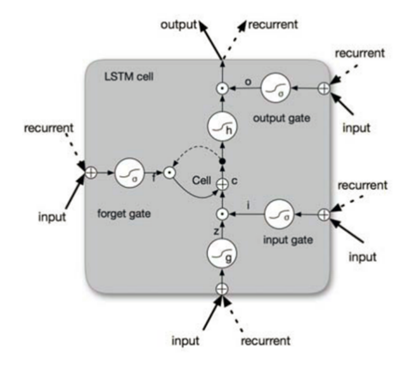 output
recurrent
LSTM cell
recurrent
o
σ
output gate
input
h
recurrent
σ
f
Cell
c
recurrent
i
σ
input
forget gate
z
input gate
g
input
input
recurrent